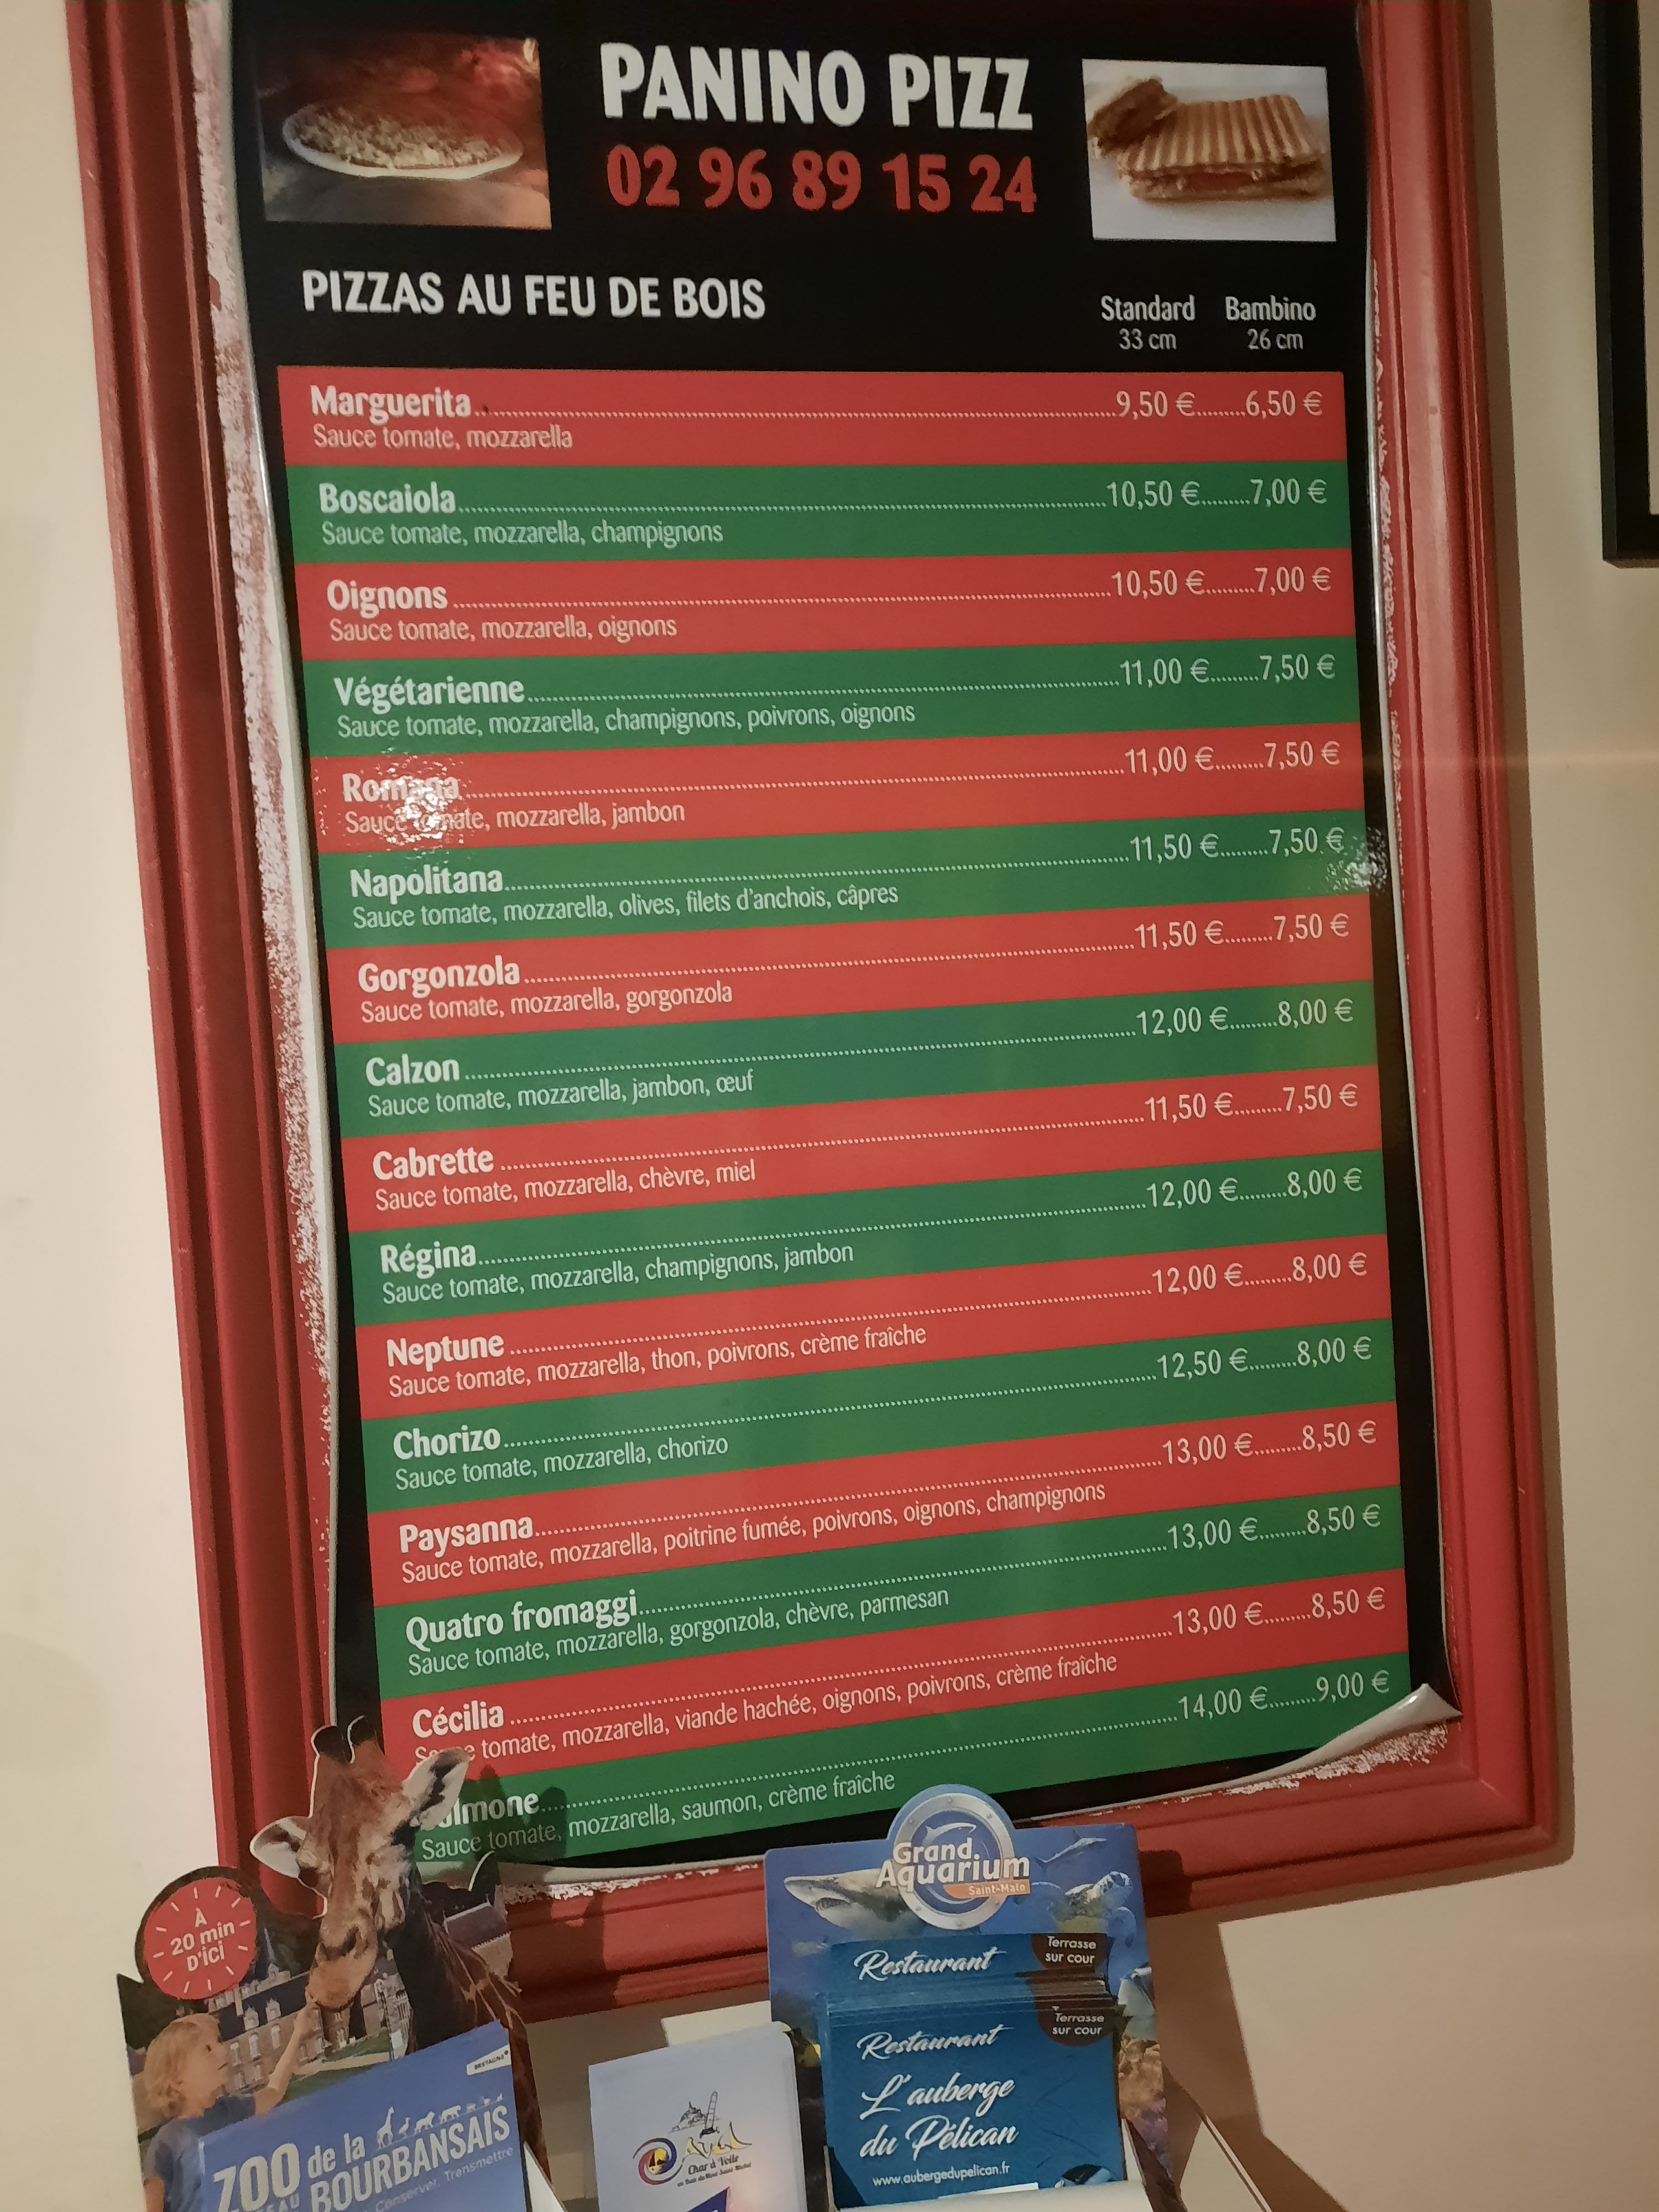 PANINO PIZZ
02 96 89 15 24
PIZZAS AU FEU DE BOIS
Standard Bambino
33 cm 26 cm
Marguerita 9,50 € 6,50 €
Sauce tomate, mozzarella
Boscaiola 10,50 € 7,00 €
Sauce tomate, mozzarella, champignons
Oignons 10,50 € 7,00 €
Sauce tomate, mozzarella, oignons
Végétarienne 11,00 € 7,50 €
Sauce tomate, mozzarella, champignons, poivrons, oignons
Romana 11,00 € 7,50 €
Sauce tomate, mozzarella, jambon
Napolitana 11,50 € 7,50 €
Sauce tomate, mozzarella, olives, filets d'anchois, câpres
Gorgonzola 11,50 € 7,50 €
Sauce tomate, mozzarella, gorgonzola
Calzon 12,00 € 8,00 €
Sauce tomate, mozzarella, jambon, œuf
Cabrette 11,50 € 7,50 €
Sauce tomate, mozzarella, chèvre, miel
Régina 12,00 € 8,00 €
Sauce tomate, mozzarella, champignons, jambon
Neptune 12,00 € 8,00 €
Sauce tomate, mozzarella, thon, poivrons, crème fraîche
Chorizo 12,50 € 8,00 €
Sauce tomate, mozzarella, chorizo
Paysanna 13,00 € 8,50 €
Sauce tomate, mozzarella, poitrine fumée, poivrons, oignons, champignons
Quatro fromaggi 13,00 € 8,50 €
Sauce tomate, mozzarella, gorgonzola, chèvre, parmesan
Cécilia 13,00 € 8,50 €
Sauce tomate, mozzarella, viande hachée, oignons, poivrons, crème fraîche
lmone 14,00 € 9,00 €
Sauce tomate, mozzarella, saumon, crème fraîche
À
20 min
D'ICI
BRETAGNE
ZOO de la
BOURBANSAIS
Conserver, Transmettre
Char à Voile
Grand
Aquarium
Saint-Malo
Restaurant
Terrasse
sur cour
Restaurant
Terrasse
sur cour
L'auberge
du Pélican
www.aubergedupelican.fr